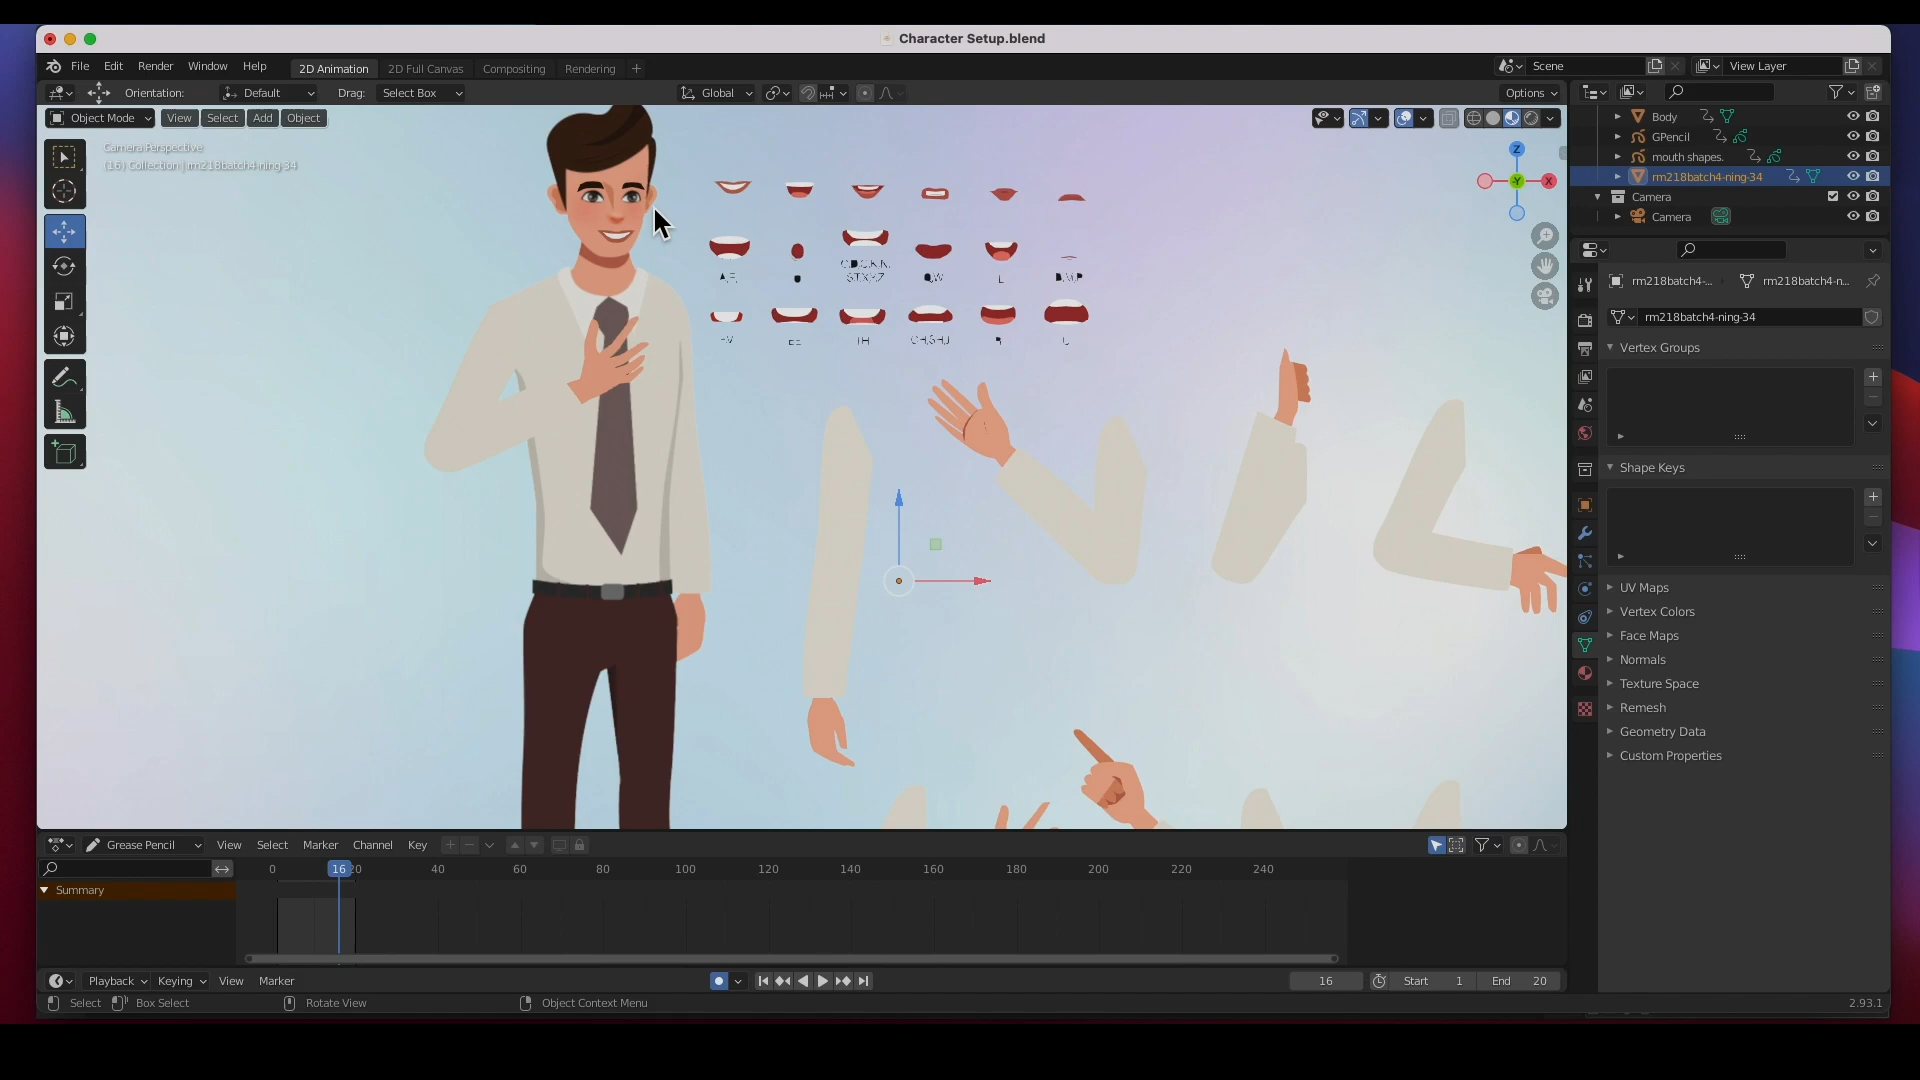 Character Setup.blend
File Edit Render Window Help 2D Animation 2D Full Canvas Compositing Rendering + Scene View Layer
Orientation: Default Drag: Select Box Global Options
Object Mode View Select Add Object
Camera Perspective
(16) Collection | rm218batch4-ning-34
Z
Y
X
Body
GPencil
mouth shapes.
rm218batch4-ning-34
Camera
Camera
rm218batch4-... rm218batch4-n...
rm218batch4-ning-34
Vertex Groups
Shape Keys
UV Maps
Vertex Colors
Face Maps
Normals
Texture Space
Remesh
Geometry Data
Custom Properties
S,T,X,Y,Z
Q,W
L
B,M,P
CH,SH,J
R
Grease Pencil View Select Marker Channel Key
0 16 20 40 60 80 100 120 140 160 180 200 220 240
Summary
Playback Keying View Marker 16 Start 1 End 20
Select Box Select Rotate View Object Context Menu 2.93.1